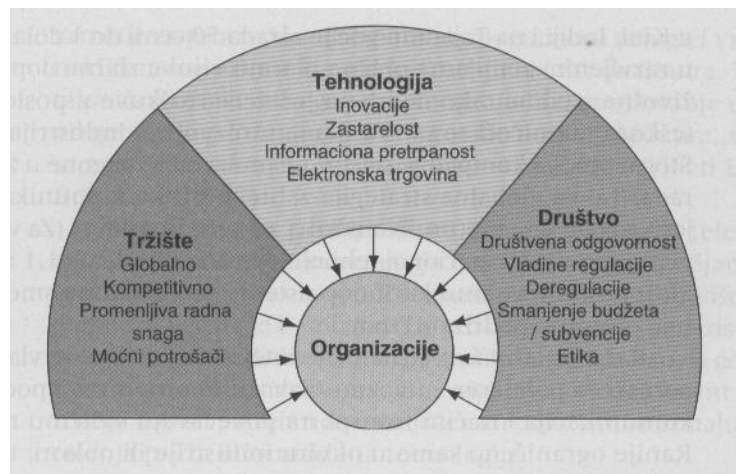 Tehnologija
Inovacije
Zastarelost
Informaciona pretrpanost
Elektronska trgovina
Tržište
Globalno
Kompetitivno
Promenljiva radna
snaga
Moćni potrošači
Društvo
Društvena odgovornost
Vladine regulacije
Deregulacije
Smanjenje budžeta
/ subvencije
Etika
Organizacije